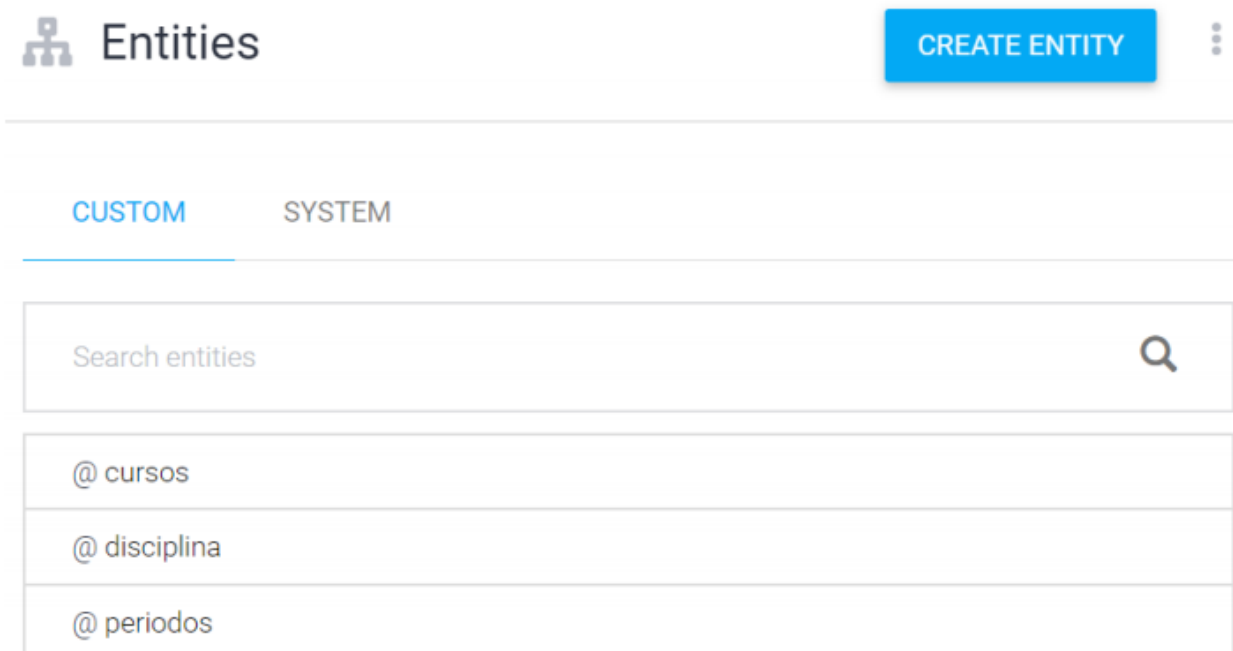 Entities CREATE ENTITY
CUSTOM SYSTEM
Search entities
@ cursos
@ disciplina
@ periodos